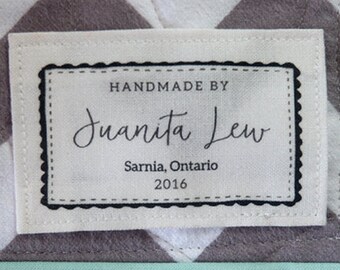 HANDMADE BY
Juanita Lew
Sarnia, Ontario
2016